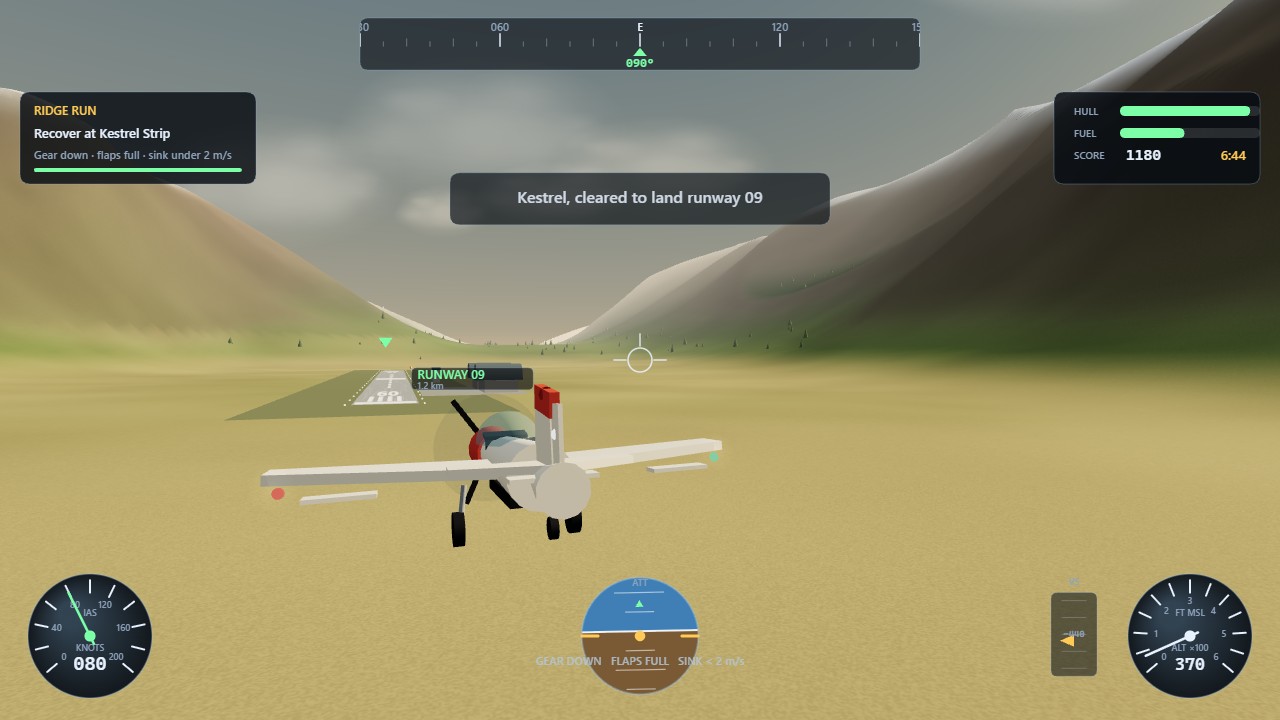 30 060 E 120 15
090°
RIDGE RUN
Recover at Kestrel Strip
Gear down · flaps full · sink under 2 m/s
HULL
FUEL
SCORE 1180 6:44
Kestrel, cleared to land runway 09
RUNWAY 09
1.2 km
09
80 120
IAS
40 160
KNOTS
0 200
080
ATT
GEAR DOWN FLAPS FULL SINK < 2 m/s
3
2 FT MSL 4
1 5
ALT ×100
0 6
370